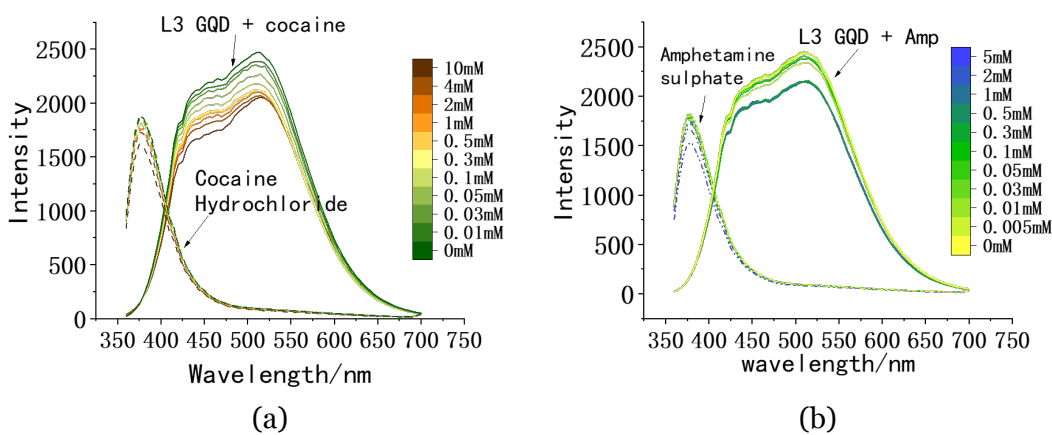 L3 GQD + cocaine
2500
2000
1500
1000
500
0
Intensity
10mM
4mM
2mM
1mM
0.5mM
0.3mM
0.1mM
0.05mM
0.03mM
0.01mM
0mM
Cocaine
Hydrochloride
350 400 450 500 550 600 650 700 750
Wavelength/nm
(a)
L3 GQD + Amp
Amphetamine
sulphate
2500
2000
1500
1000
500
0
Intensity
5mM
2mM
1mM
0.5mM
0.3mM
0.1mM
0.05mM
0.03mM
0.01mM
0.005mM
0mM
350 400 450 500 550 600 650 700 750
wavelength/nm
(b)